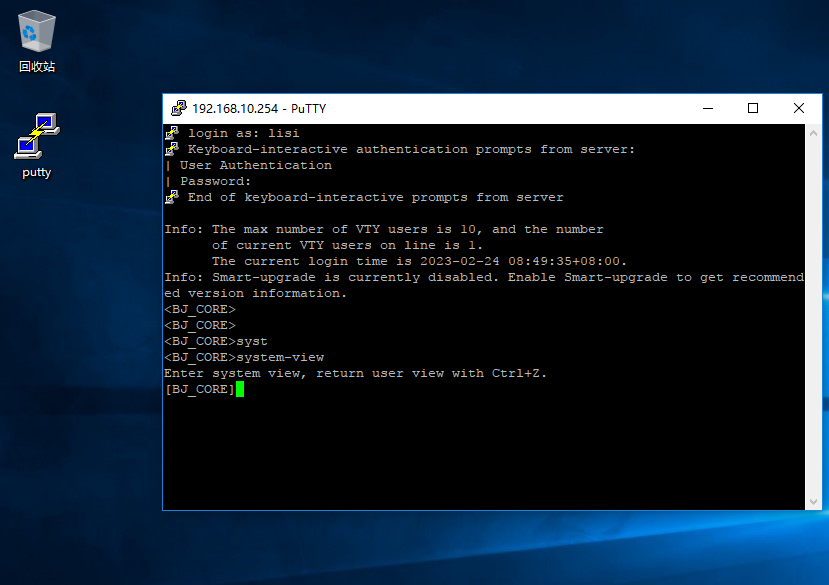 回收站
putty
192.168.10.254 - PuTTY
login as: lisi
Keyboard-interactive authentication prompts from server:
| User Authentication
| Password:
End of keyboard-interactive prompts from server
Info: The max number of VTY users is 10, and the number
of current VTY users on line is 1.
The current login time is 2023-02-24 08:49:35+08:00.
Info: Smart-upgrade is currently disabled. Enable Smart-upgrade to get recommend
ed version information.
<BJ_CORE>
<BJ_CORE>
<BJ_CORE>syst
<BJ_CORE>system-view
Enter system view, return user view with Ctrl+Z.
[BJ_CORE]